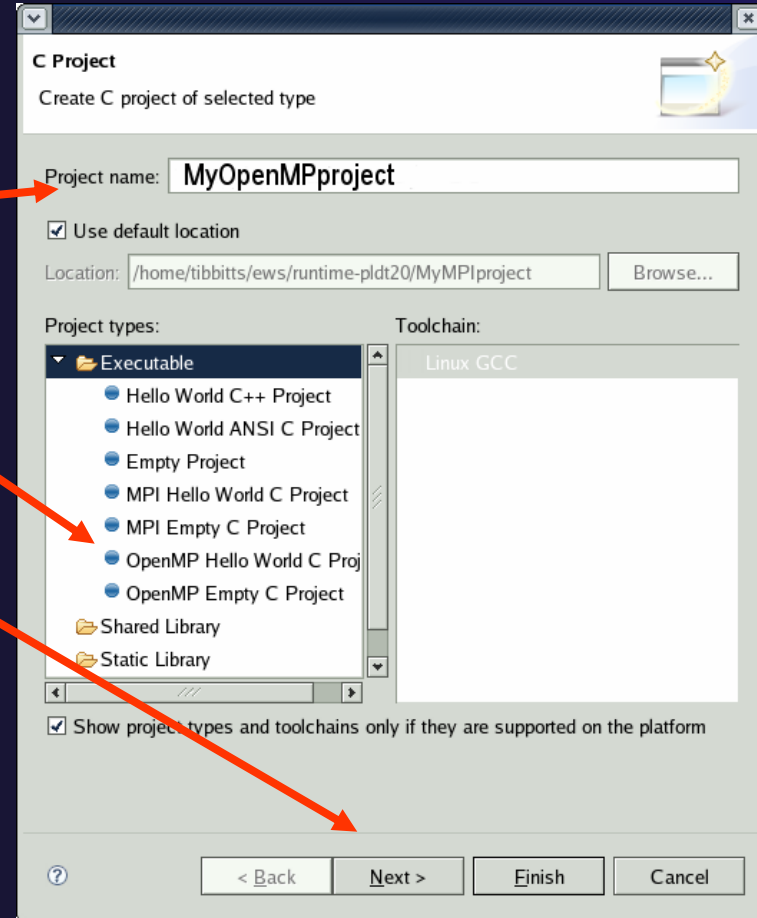 C Project
Create C project of selected type
Project name: MyOpenMPproject
Use default location
Location: /home/tibbitts/ews/runtime-pldt20/MyMPIproject Browse...
Project types: Toolchain:
Executable Linux GCC
Hello World C++ Project
Hello World ANSI C Project
Empty Project
MPI Hello World C Project
MPI Empty C Project
OpenMP Hello World C Proj
OpenMP Empty C Project
Shared Library
Static Library
Show project types and toolchains only if they are supported on the platform
? < Back Next > Finish Cancel